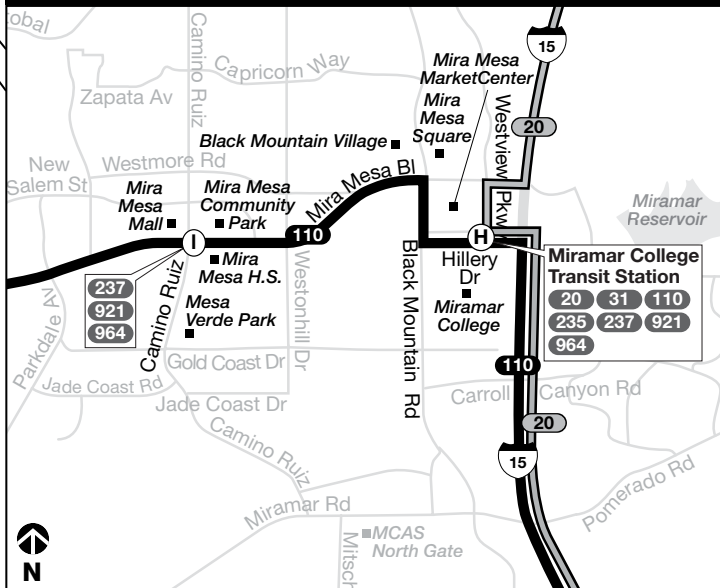 obal
Camino Ruiz
Capricorn Way
Zapata Av
15
Mira Mesa
MarketCenter
Mira
Mesa
Square
Westview Pkwy
20
Black Mountain Village
New
Salem St
Westmore Rd
Mira Mesa Bl
Mira
Mesa
Mall
Mira Mesa
Community
Park
110
Miramar
Reservoir
I
H
Mira
Mesa H.S.
Hillery
Dr
Miramar College
Transit Station
20 31 110
235 237 921
964
237
921
964
Camino Ruiz
Mesa
Verde Park
Westonhill Dr
Black Mountain Rd
Miramar
College
Parkdale Av
Gold Coast Dr
110
Jade Coast Rd
Jade Coast Dr
Carroll Canyon Rd
20
Camino Ruiz
15
Pomerado Rd
Miramar Rd
MCAS
North Gate
Mitsch
N